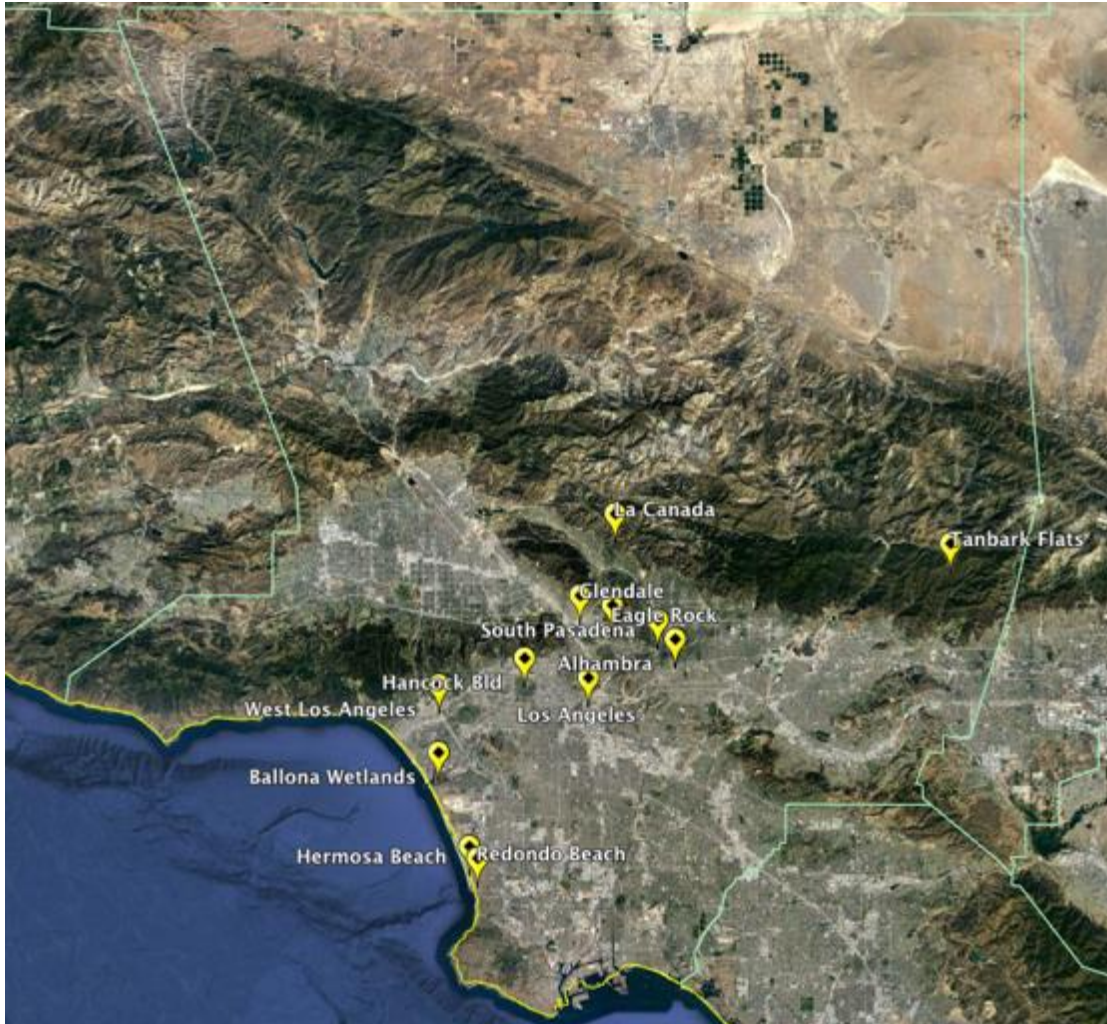 La Canada
Tanbark Flats
Glendale
Eagle Rock
South Pasadena
Alhambra
Hancock Bld
West Los Angeles
Los Angeles
Ballona Wetlands
Hermosa Beach
Redondo Beach